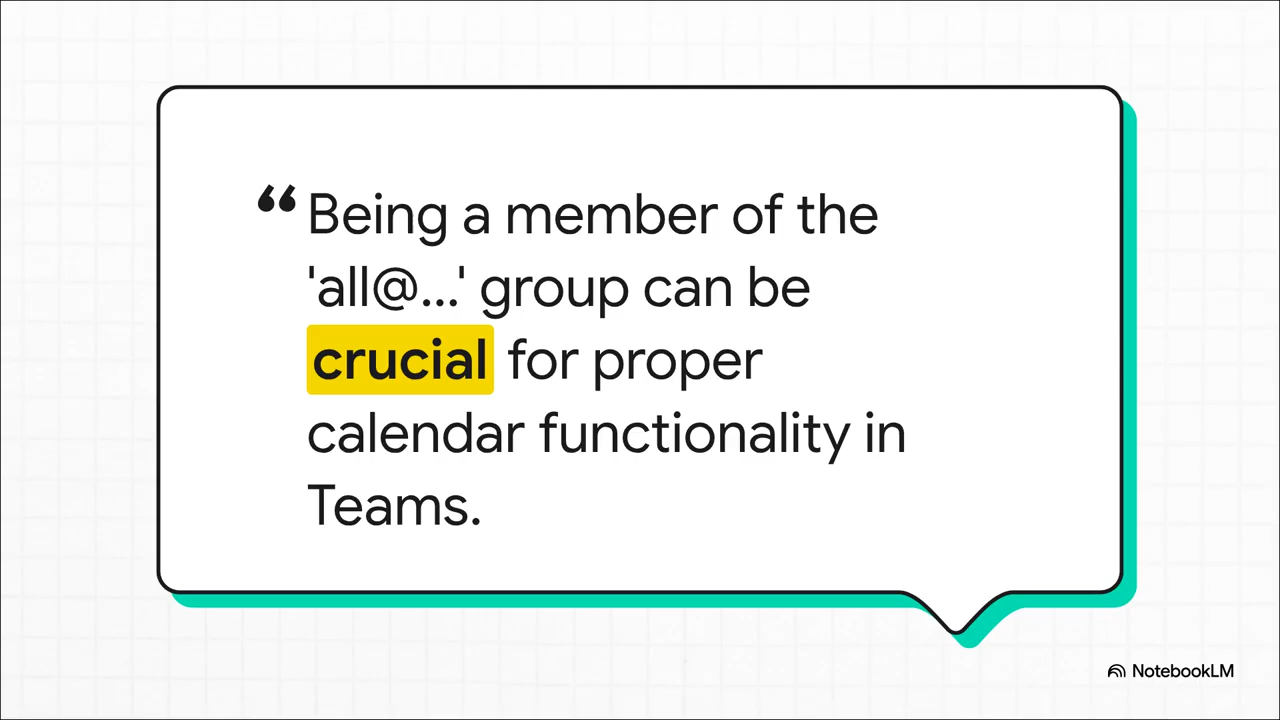 “Being a member of the
'all@...' group can be
crucial for proper
calendar functionality in
Teams.
NotebookLM